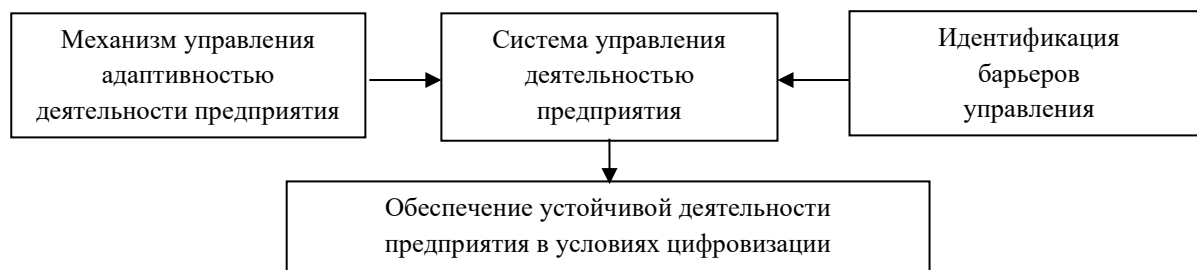 Механизм управления
адаптивностью
деятельности предприятия
Система управления
деятельностью
предприятия
Идентификация
барьеров
управления
Обеспечение устойчивой деятельности
предприятия в условиях цифровизации